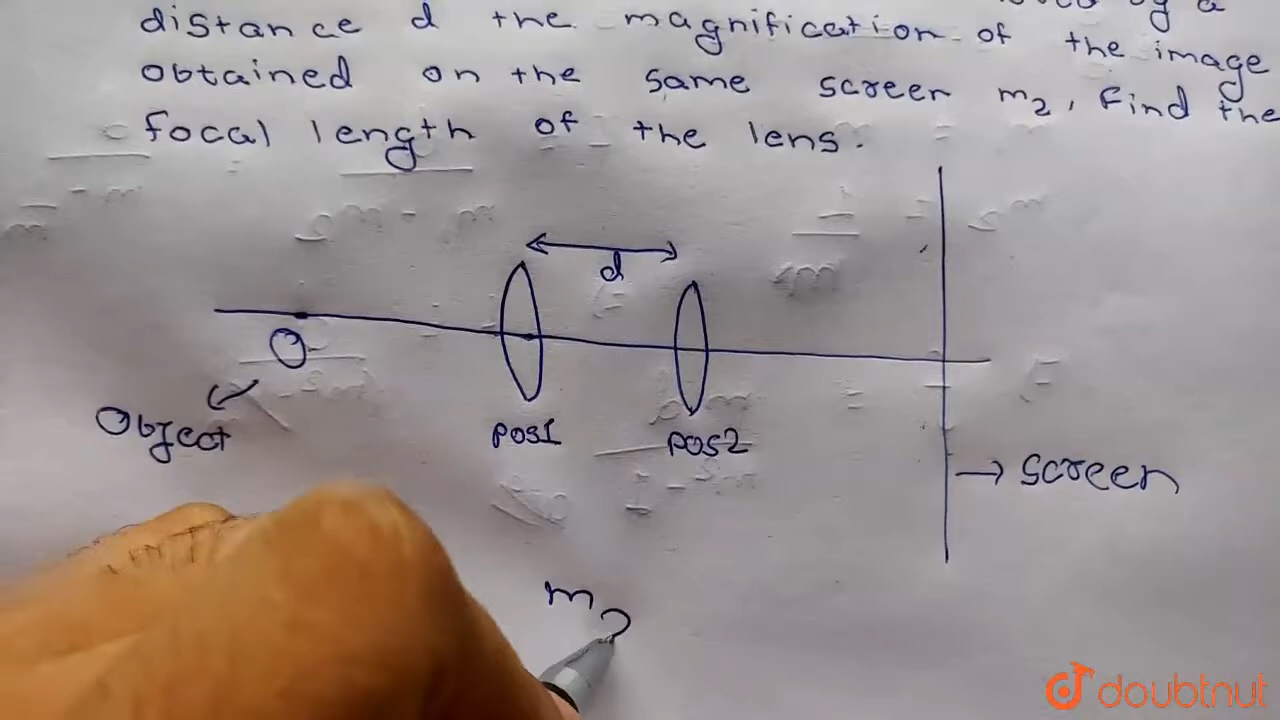 distance d the magnification of the image
obtained on the same screen m2, Find the
focal length of the lens.
d
O
Object
POS1
POS2
screen
m2
doubtnut